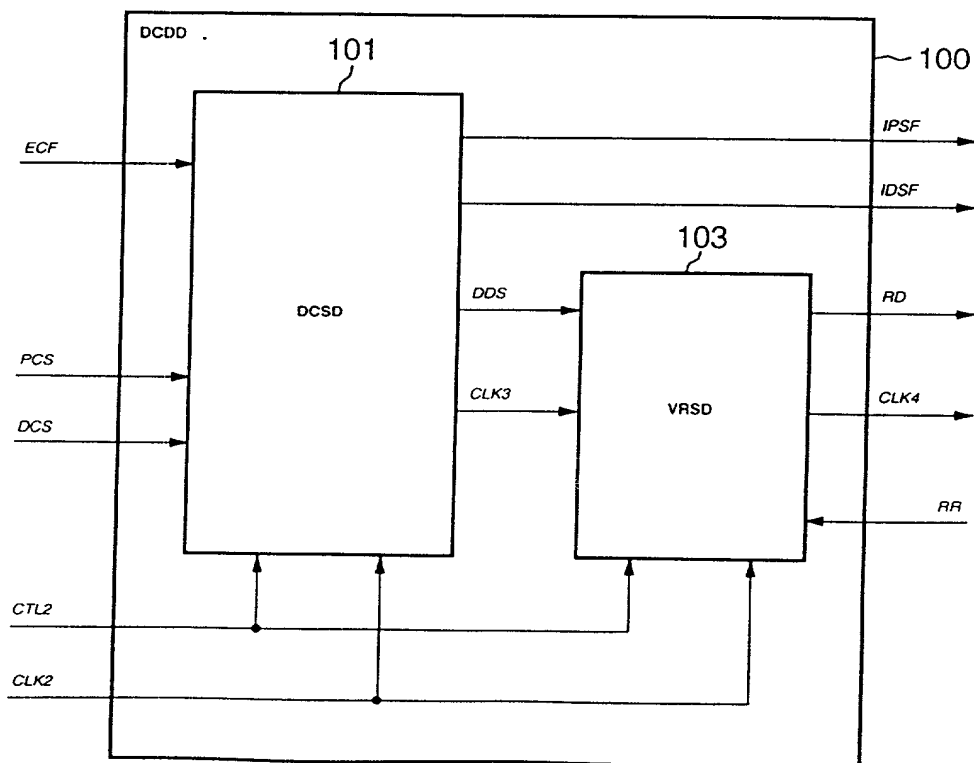 DCDD
101
100
ECF
IPSF
IDSF
103
DCSD
DDS
RD
PCS
CLK3
VRSD
CLK4
DCS
RR
CTL2
CLK2